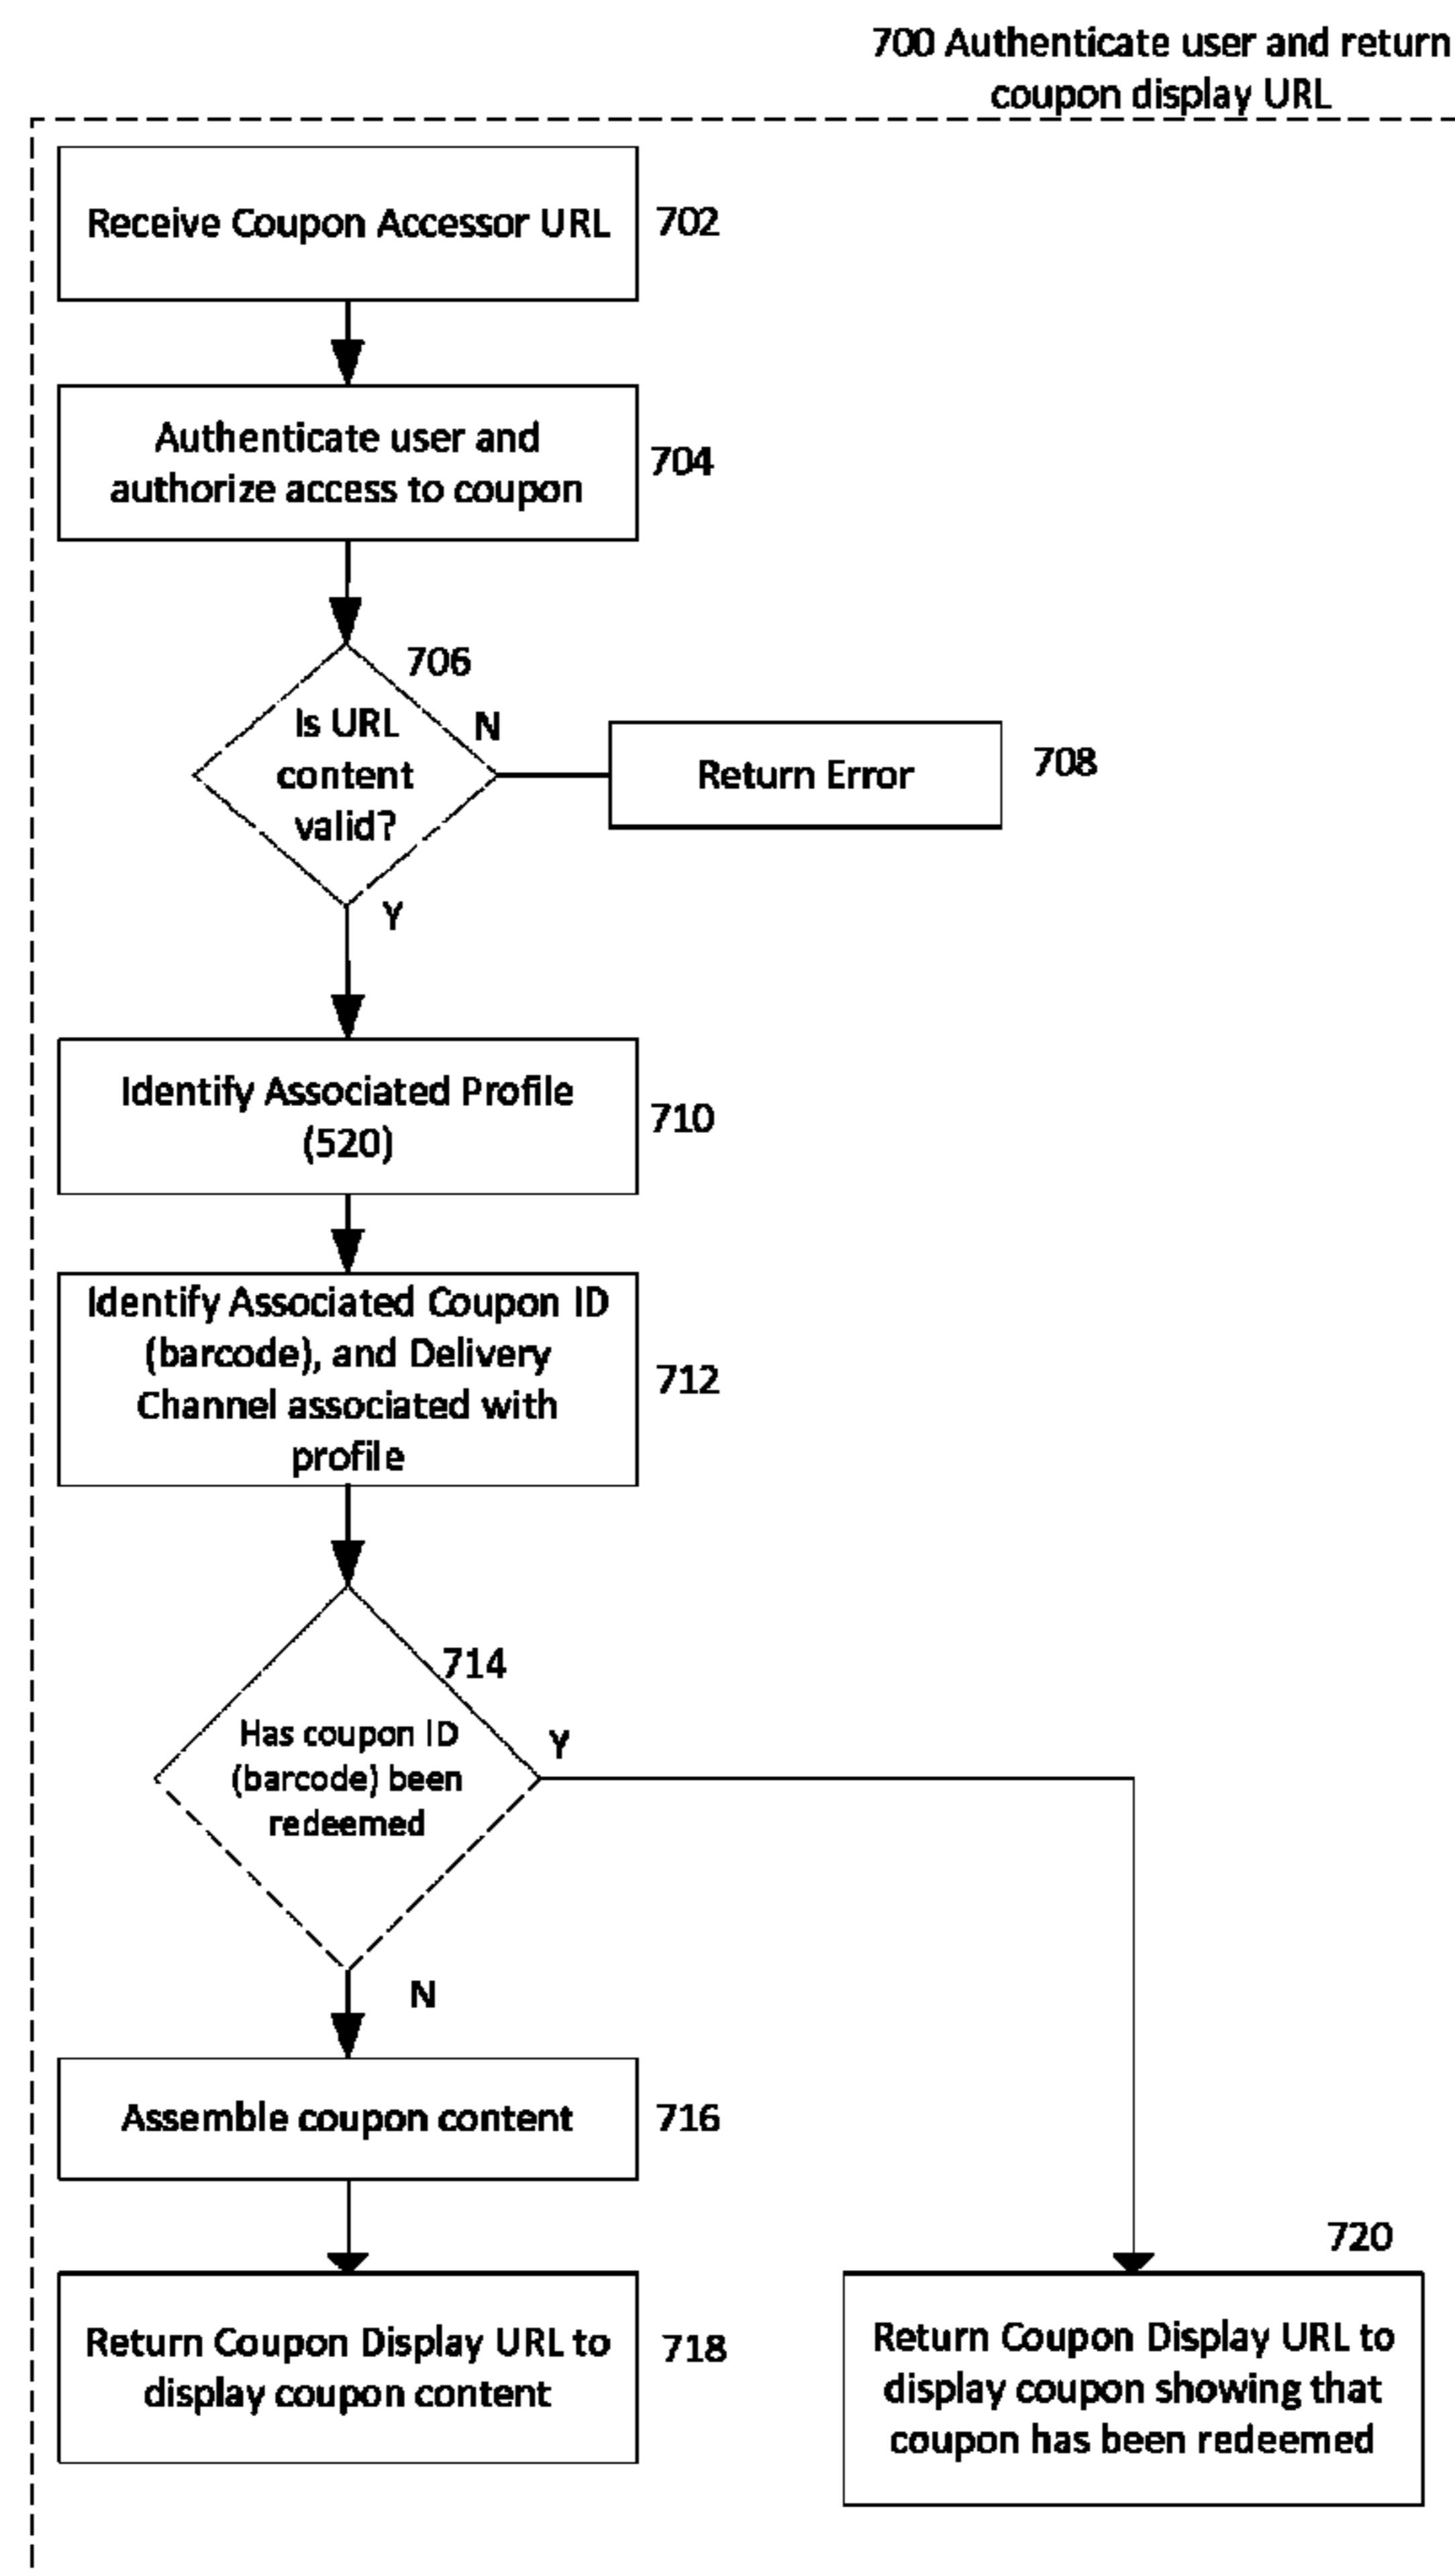 700 Authenticate user and return
coupon display URL
Receive Coupon Accessor URL
702
Authenticate user and
authorize access to coupon
704
706
Is URL
content
valid?
N
Return Error
708
Y
Identify Associated Profile
(520)
710
Identify Associated Coupon ID
(barcode), and Delivery
Channel associated with
profile
712
714
Has coupon ID
(barcode) been
redeemed
Y
N
Assemble coupon content
716
Return Coupon Display URL to
display coupon content
718
720
Return Coupon Display URL to
display coupon showing that
coupon has been redeemed